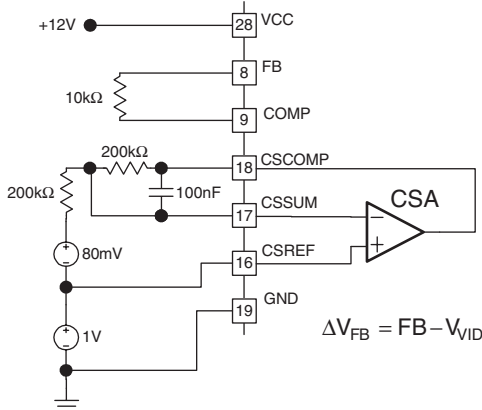 +12V
28
VCC
8
FB
10kΩ
9
COMP
200kΩ
18
CSCOMP
200kΩ
100nF
17
CSSUM
CSA
80mV
16
CSREF
19
GND
1V
ΔV_FB = FB – V_VID